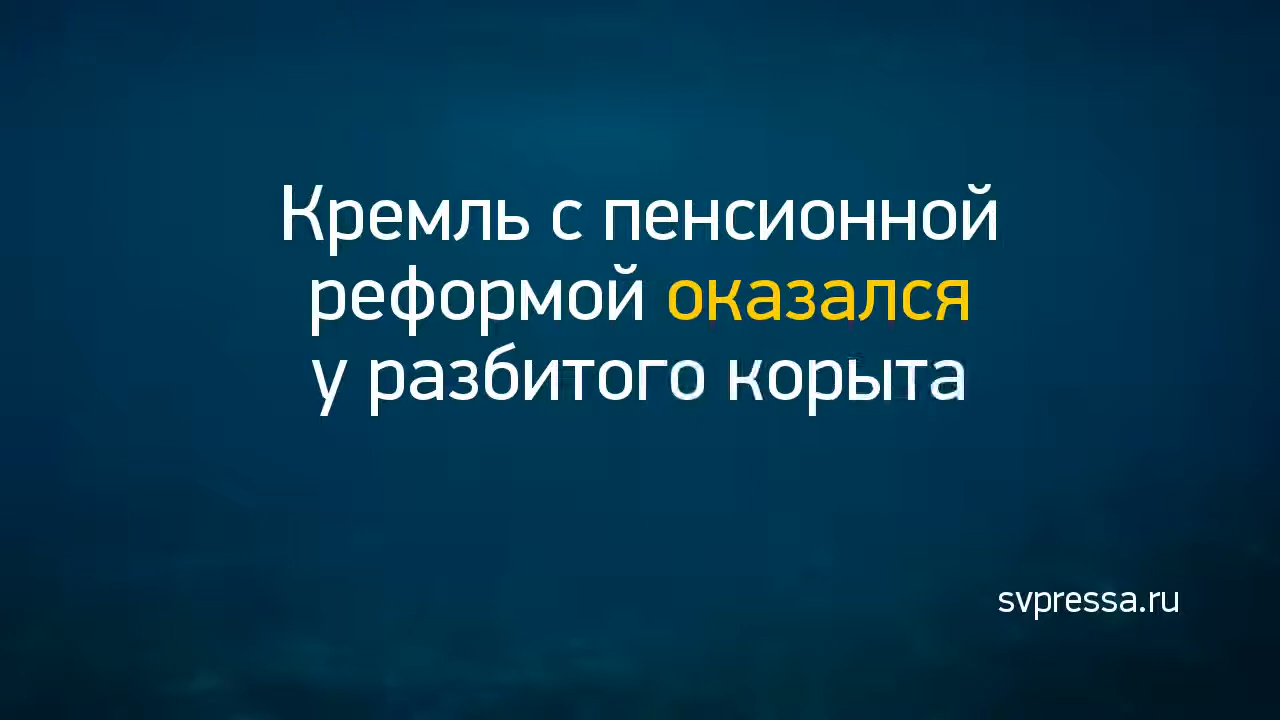 Кремль с пенсионной
реформой оказался
у разбитого корыта
svpressa.ru